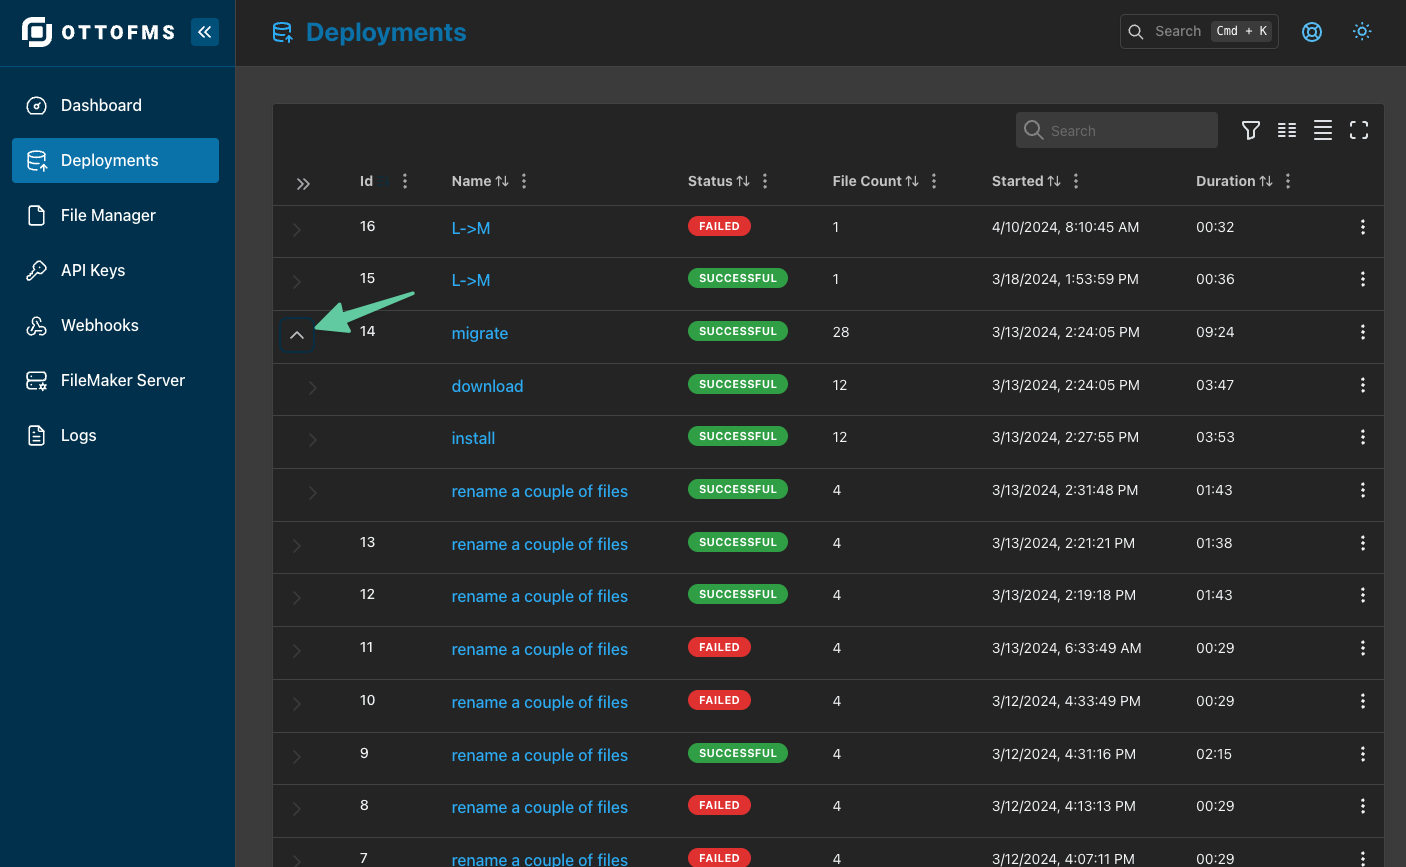 OTTOFMS
Deployments
Search Cmd + K
Dashboard
Deployments
File Manager
API Keys
Webhooks
FileMaker Server
Logs
Search
Id Name Status File Count Started Duration
16 L->M FAILED 1 4/10/2024, 8:10:45 AM 00:32
15 L->M SUCCESSFUL 1 3/18/2024, 1:53:59 PM 00:36
14 migrate SUCCESSFUL 28 3/13/2024, 2:24:05 PM 09:24
download SUCCESSFUL 12 3/13/2024, 2:24:05 PM 03:47
install SUCCESSFUL 12 3/13/2024, 2:27:55 PM 03:53
rename a couple of files SUCCESSFUL 4 3/13/2024, 2:31:48 PM 01:43
13 rename a couple of files SUCCESSFUL 4 3/13/2024, 2:21:21 PM 01:38
12 rename a couple of files SUCCESSFUL 4 3/13/2024, 2:19:18 PM 01:43
11 rename a couple of files FAILED 4 3/13/2024, 6:33:49 AM 00:29
10 rename a couple of files FAILED 4 3/12/2024, 4:33:49 PM 00:29
9 rename a couple of files SUCCESSFUL 4 3/12/2024, 4:31:16 PM 02:15
8 rename a couple of files FAILED 4 3/12/2024, 4:13:13 PM 00:29
7 rename a couple of files FAILED 4 3/12/2024, 4:07:11 PM 00:29